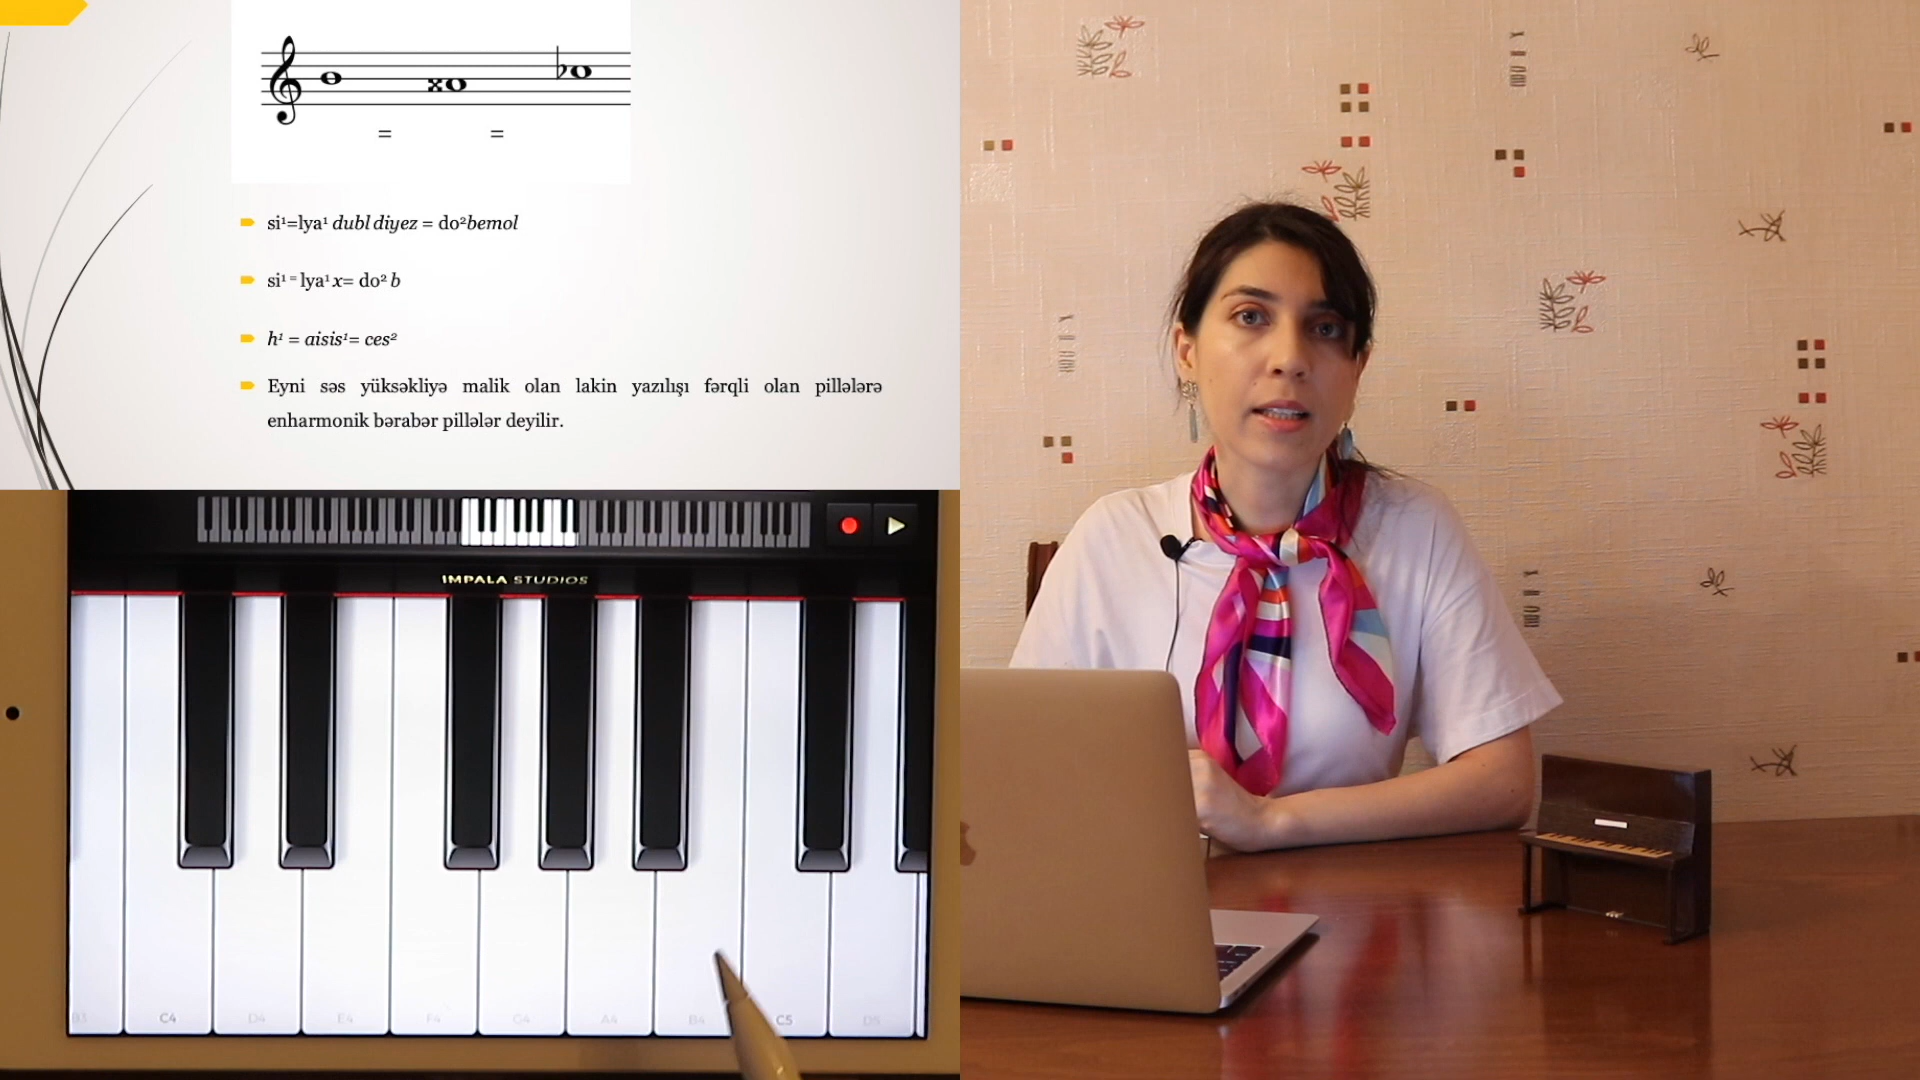 = =
si¹=lya¹ dubl diyez = do²bemol
si¹ = lya¹ x= do² b
h¹ = aisis¹= ces²
Eyni səs yüksəkliyə malik olan lakin yazılışı fərqli olan pillələrə
enharmonik bərabər pillələr deyilir.
IMPALA STUDIOS
B3 C4 D4 E4 F4 G4 A4 B4 C5 D5